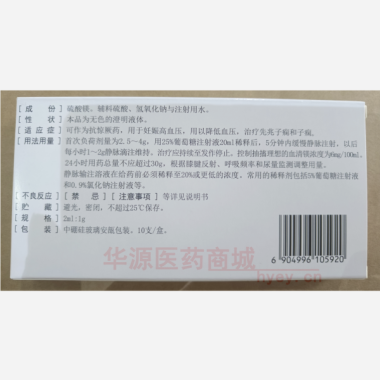 [成 份] 硫酸镁、辅料硫酸、氢氧化钠与注射用水。
[性 状] 本品为无色的澄明液体。
[适 应 症] 可作为抗惊厥药,用于妊娠高血压,用以降低血压,治疗先兆子痫和子痫。
[用法用量] 首次负荷剂量为2.5~4g,用25%葡萄糖注射液20ml稀释后,5分钟内缓慢静脉注射,以后
每小时1~2g静脉滴注维持。治疗应持续至发作停止。控制抽搐理想的血清镁浓度为6mg/100ml。
24小时用药总量不应超过30g,根据膝腱反射、呼吸频率和尿量监测调整用量。
静脉输注溶液在给药前必须稀释至20%或更低的浓度,常用的稀释剂包括5%葡萄糖注射液
和0.9%氯化钠注射液等。
[不良反应] [禁 忌] [注意事项] 等详见说明书
[贮 藏] 避光,密闭,不超过25℃保存。
[规 格] 2ml:1g
[包 装] 中硼硅玻璃安瓿包装。10支/盒。
华源医药商城
hyey.cn
6 904996 105920